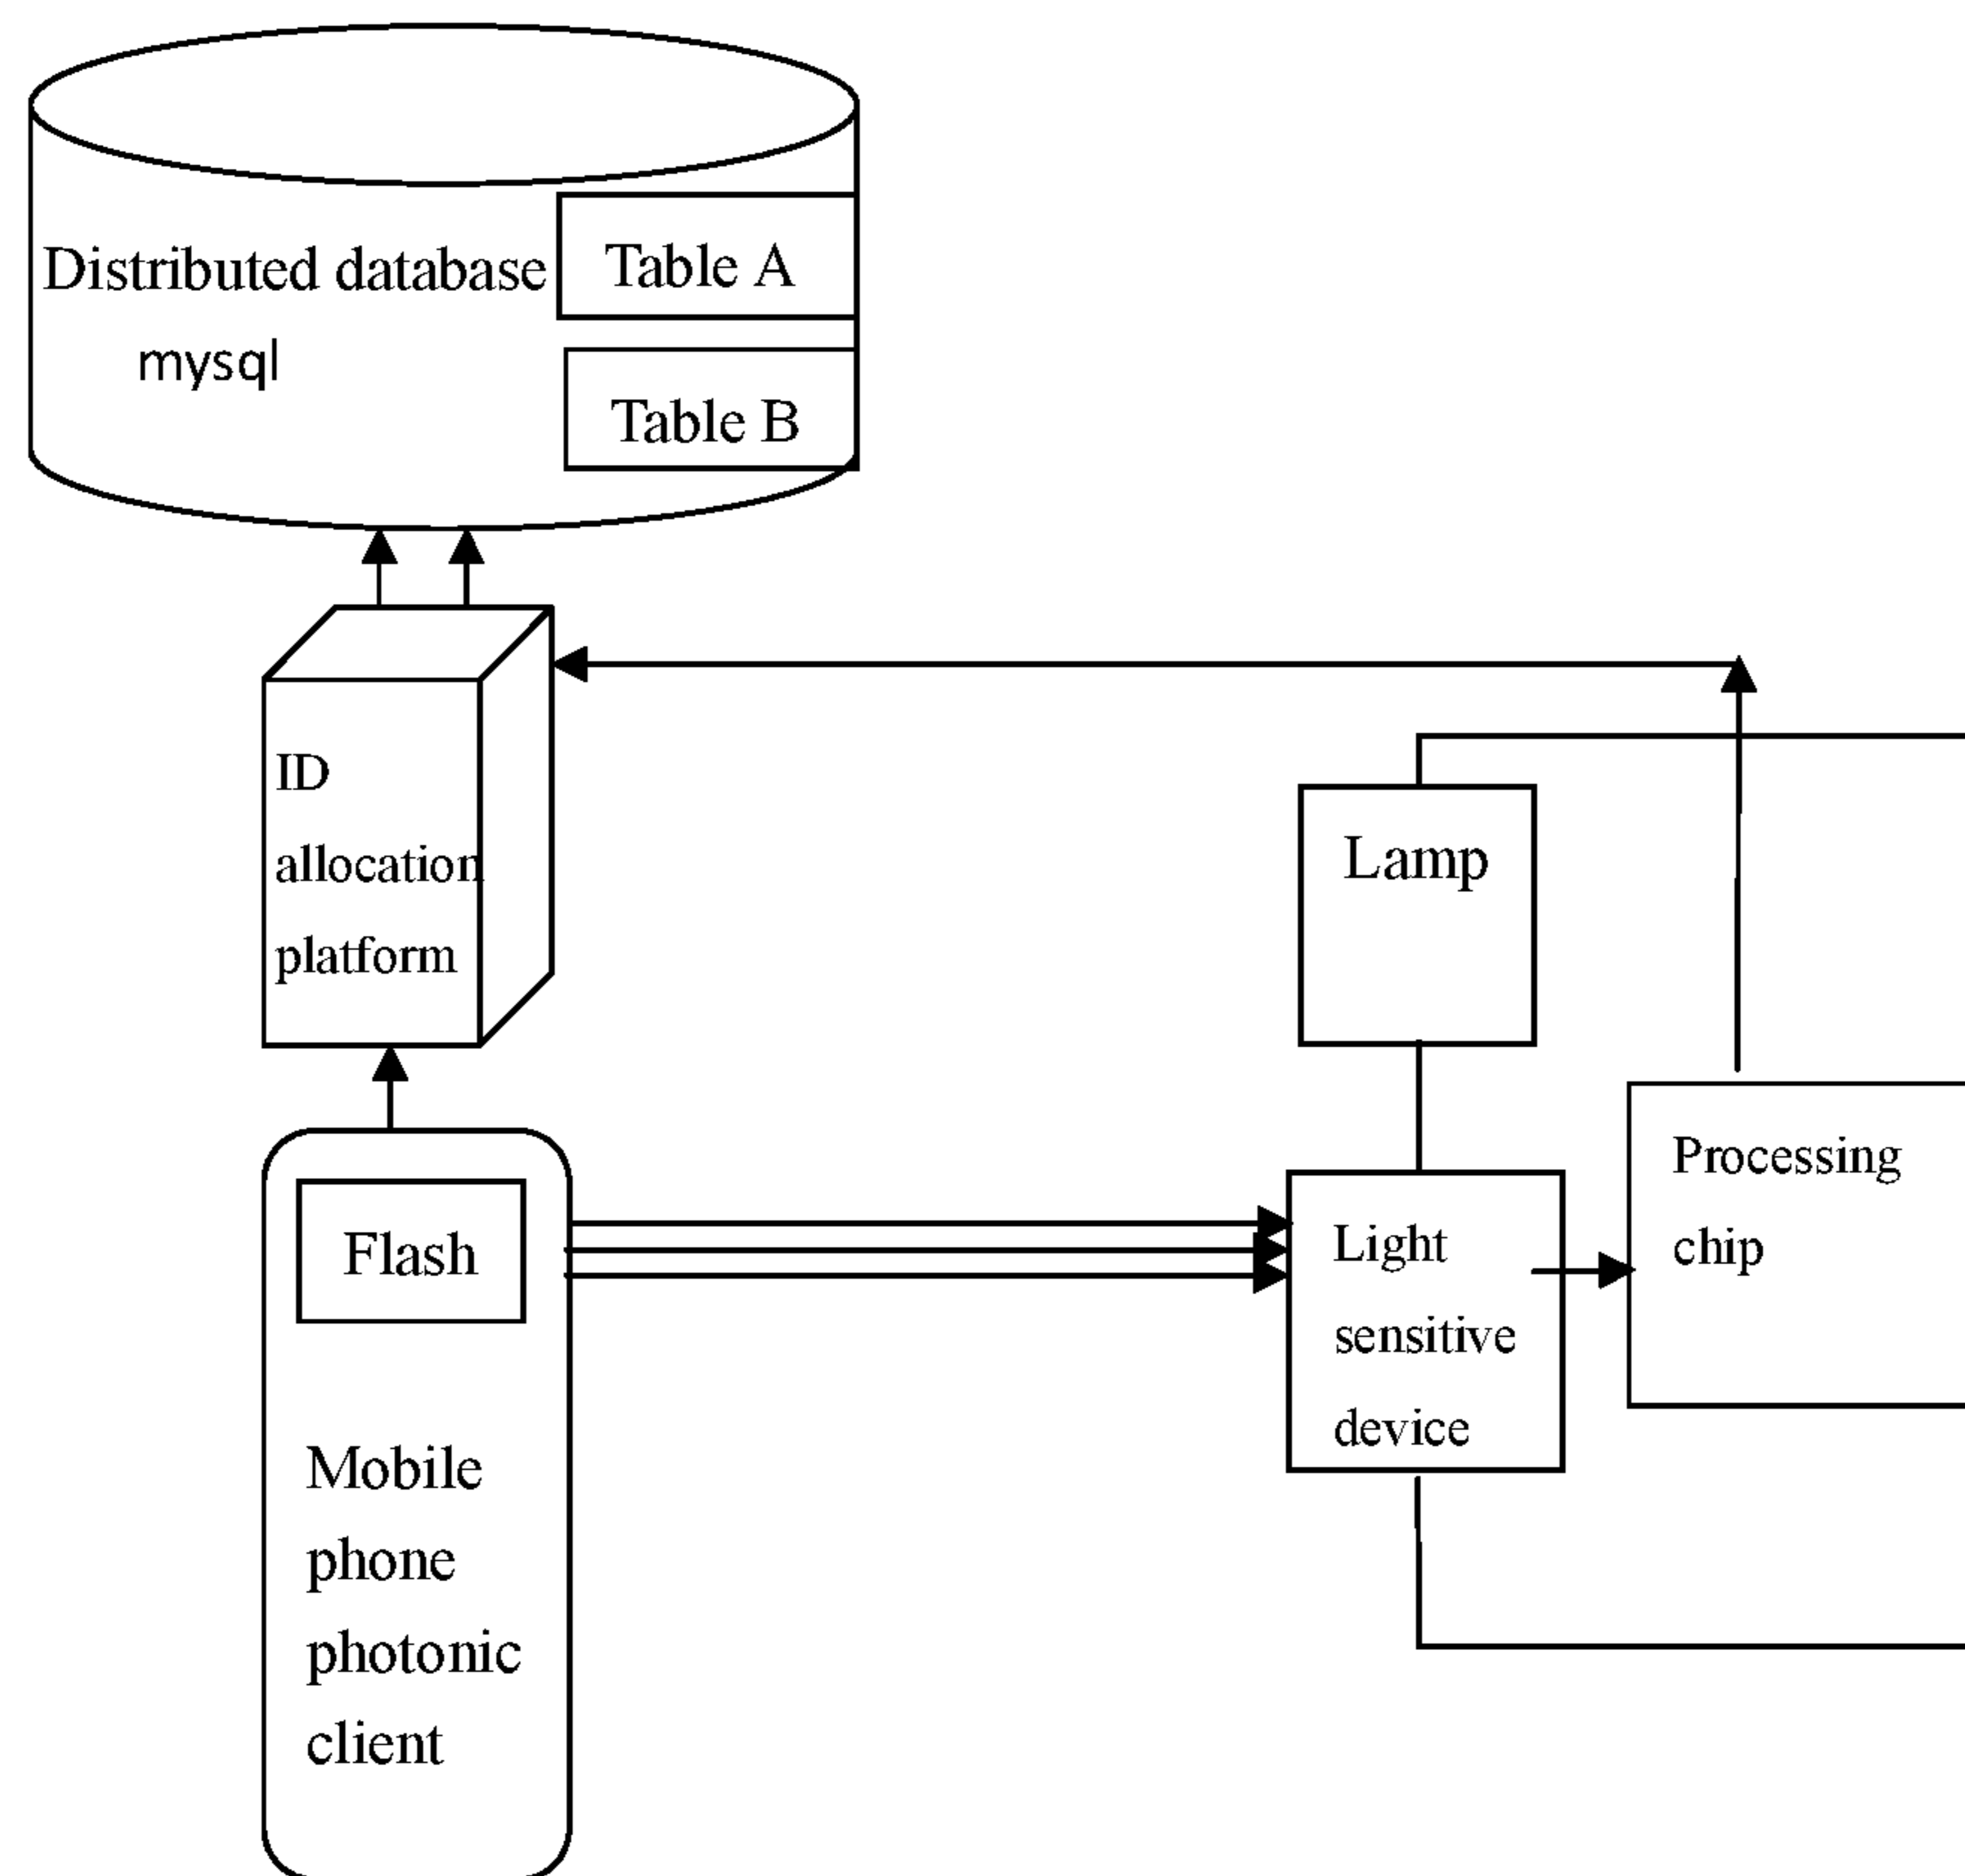 Distributed database
mysql
Table A
Table B
ID
allocation
platform
Lamp
Processing
chip
Light
sensitive
device
Flash
Mobile
phone
photonic
client